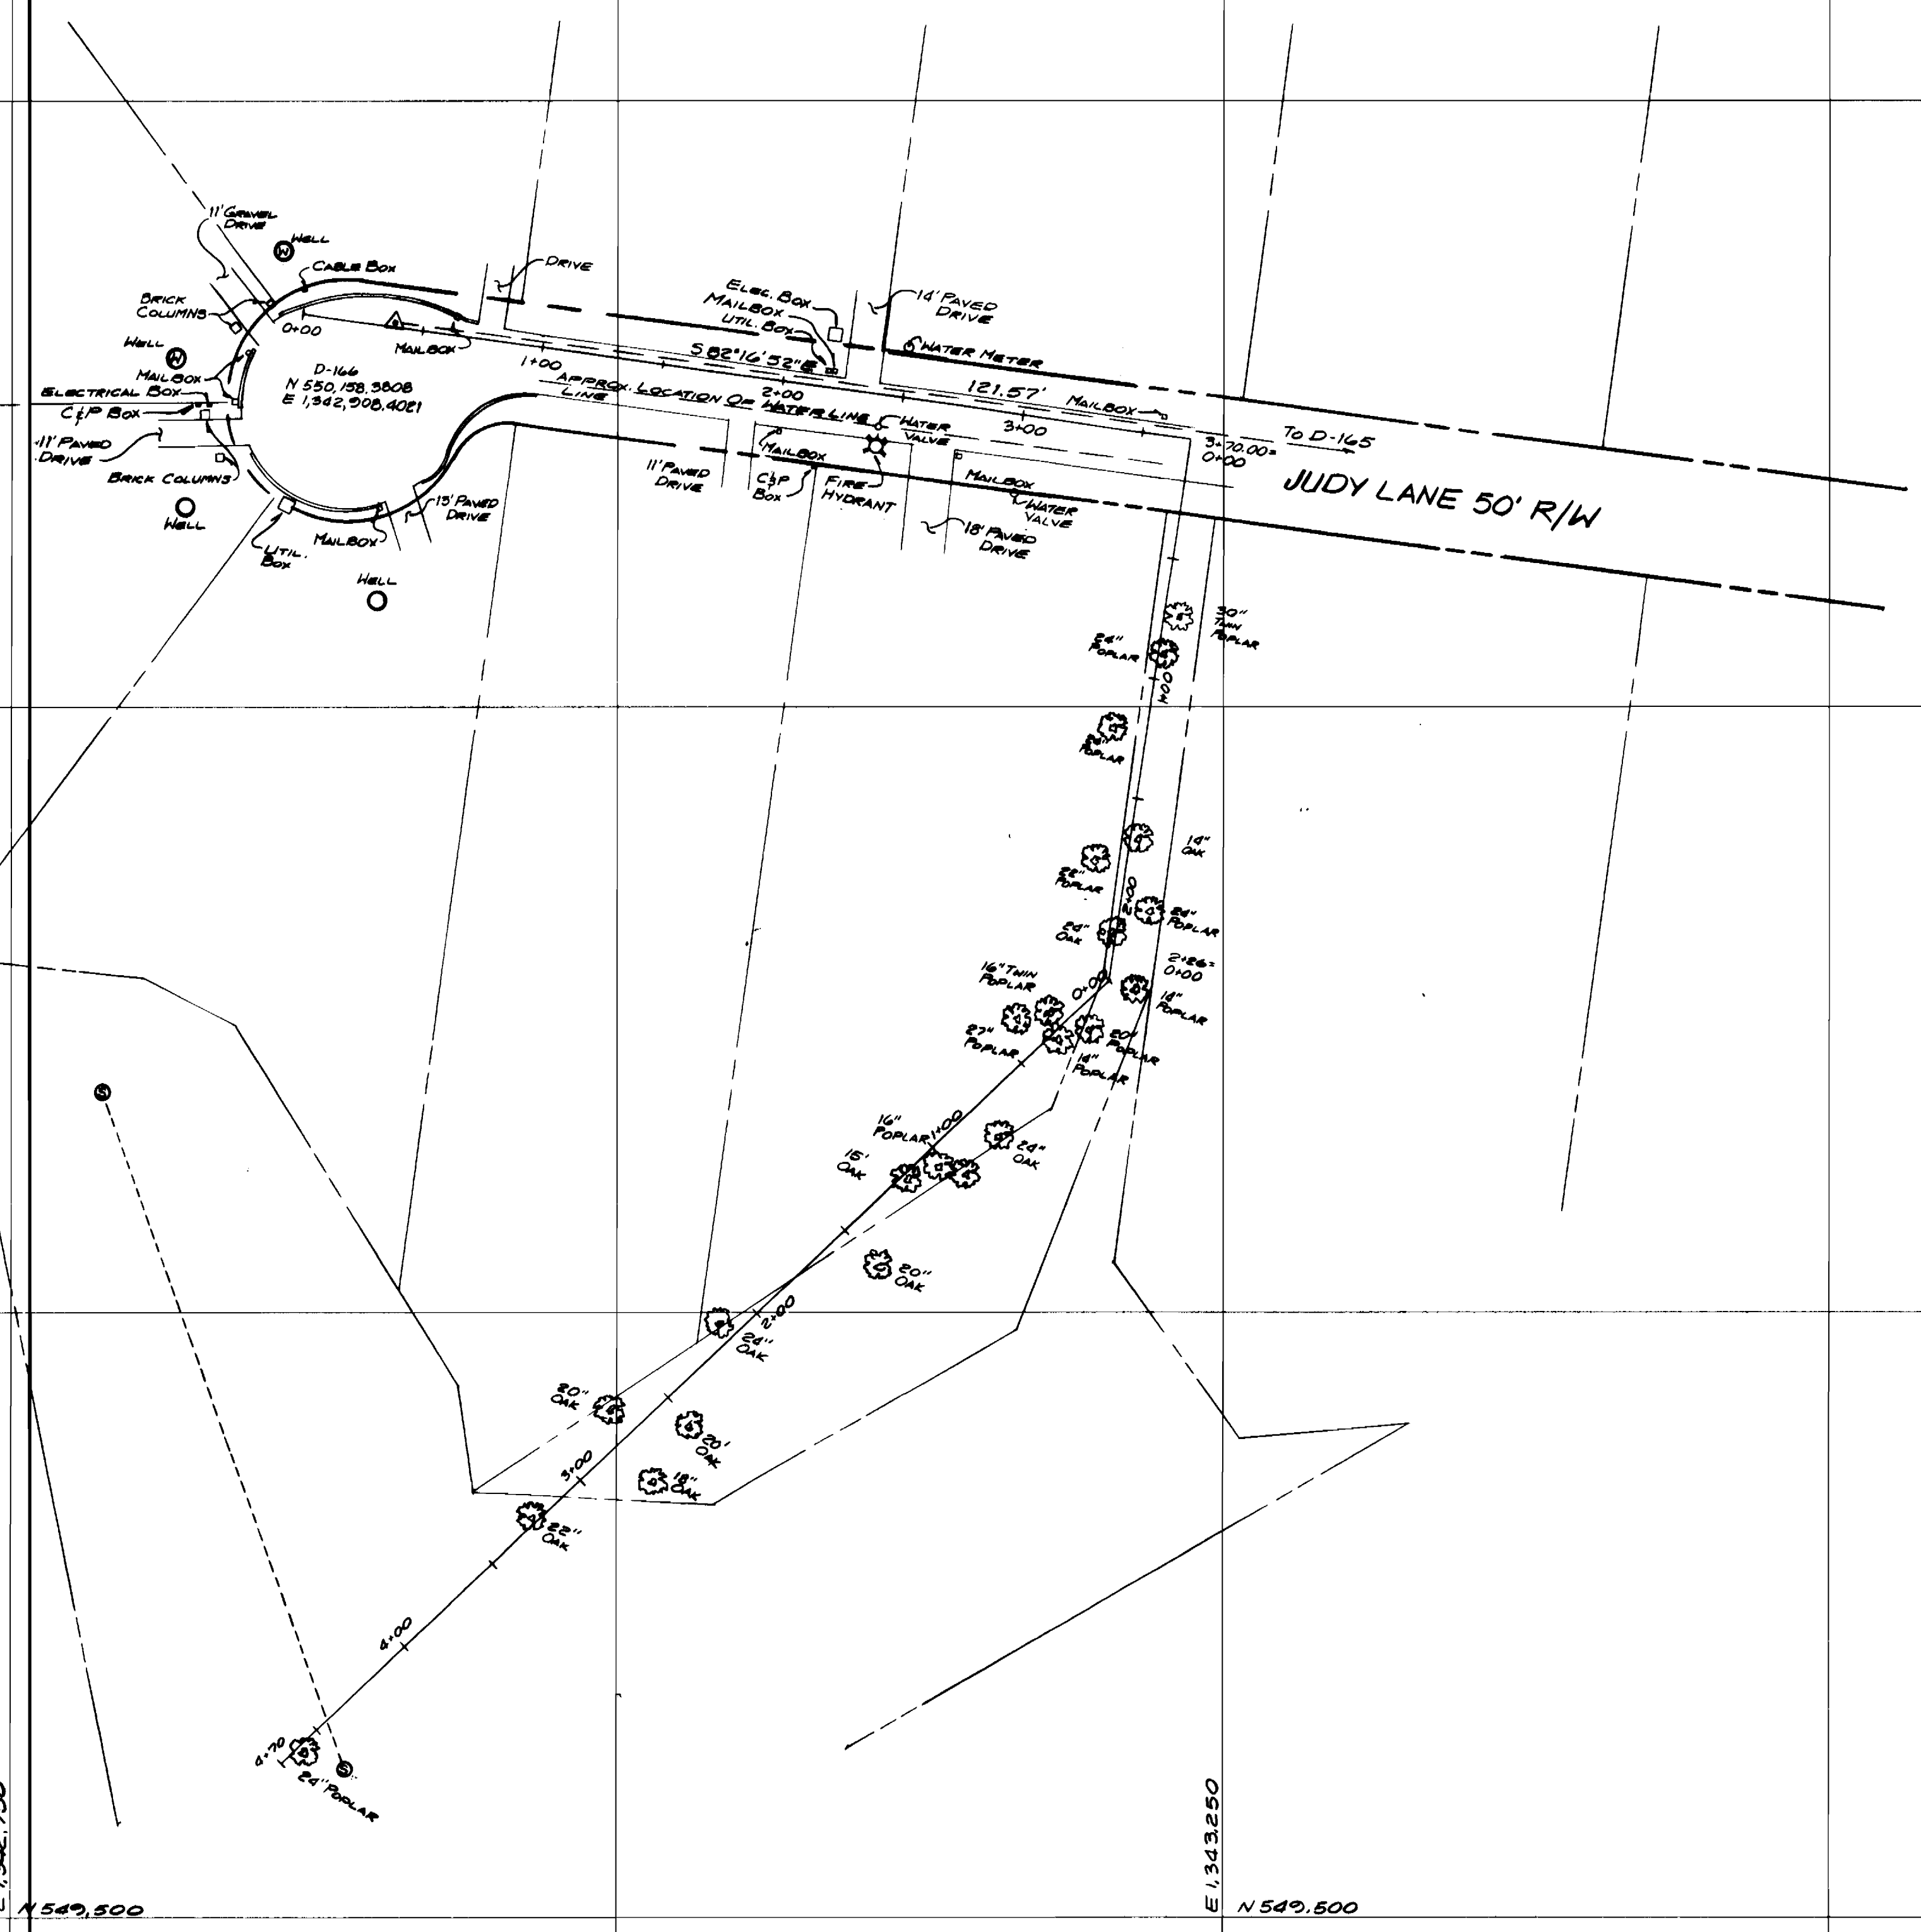 11' GRAVEL
DRIVE
WELL
CABLE BOX
BRICK
COLUMNS
0+00
WELL
W
W
MAILBOX
D-166
N 550,158.3808
E 1,342,908.4021
MAILBOX
ELECTRICAL BOX
C&P BOX
11' PAVED
DRIVE
BRICK COLUMNS
WELL
UTIL.
BOX
MAILBOX
15' PAVED
DRIVE
WELL
DRIVE
ELEC. BOX
MAILBOX
UTIL. BOX
14' PAVED
DRIVE
WATER METER
S 82°16'52" E
121.57'
1+00
2+00
3+00
APPROX. LOCATION OF WATER LINE
LINE
WATER
VALVE
MAILBOX
3+70.00=
0+00
TO D-165
JUDY LANE 50' R/W
11' PAVED
DRIVE
MAILBOX
C&P
BOX
FIRE
HYDRANT
MAILBOX
WATER
VALVE
18' PAVED
DRIVE
30"
TWIN
POPLAR
24"
POPLAR
1+00
POPLAR
14"
OAK
22"
POPLAR
2+00
24"
POPLAR
24"
OAK
2+26=
0+00
16" TWIN
POPLAR
0+00
14"
POPLAR
27"
POPLAR
20"
POPLAR
14"
POPLAR
16"
POPLAR
1+00
15'
OAK
24"
OAK
20"
OAK
2+00
24"
OAK
20"
OAK
20'
OAK
3+00
18"
OAK
22"
OAK
4+00
4+70
24" POPLAR
S
S
E 1,342,750
N 549,500
E 1,343,250
N 549,500